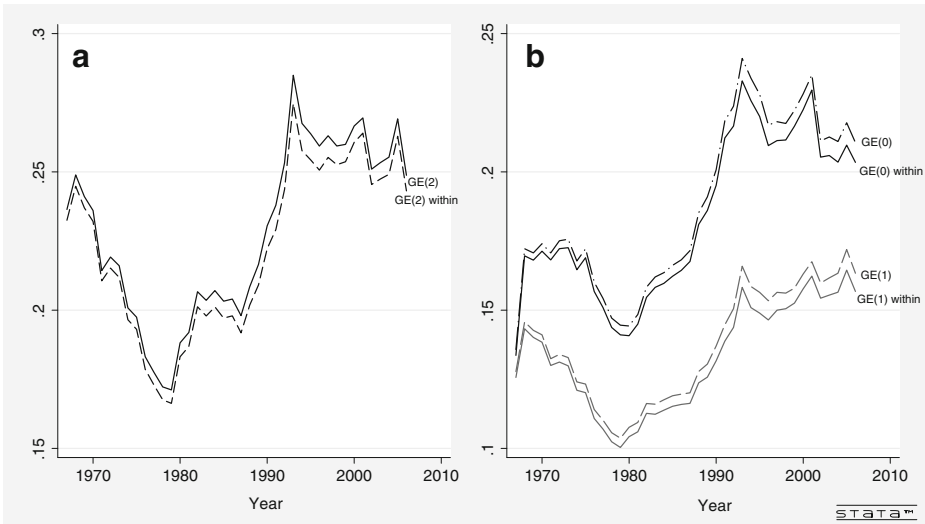 a
.3
.25
.2
.15
GE(2)
GE(2) within
1970 1980 1990 2000 2010
Year
b
.25
.2
.15
.1
GE(0)
GE(0) within
GE(1)
GE(1) within
1970 1980 1990 2000 2010
Year
STATA™